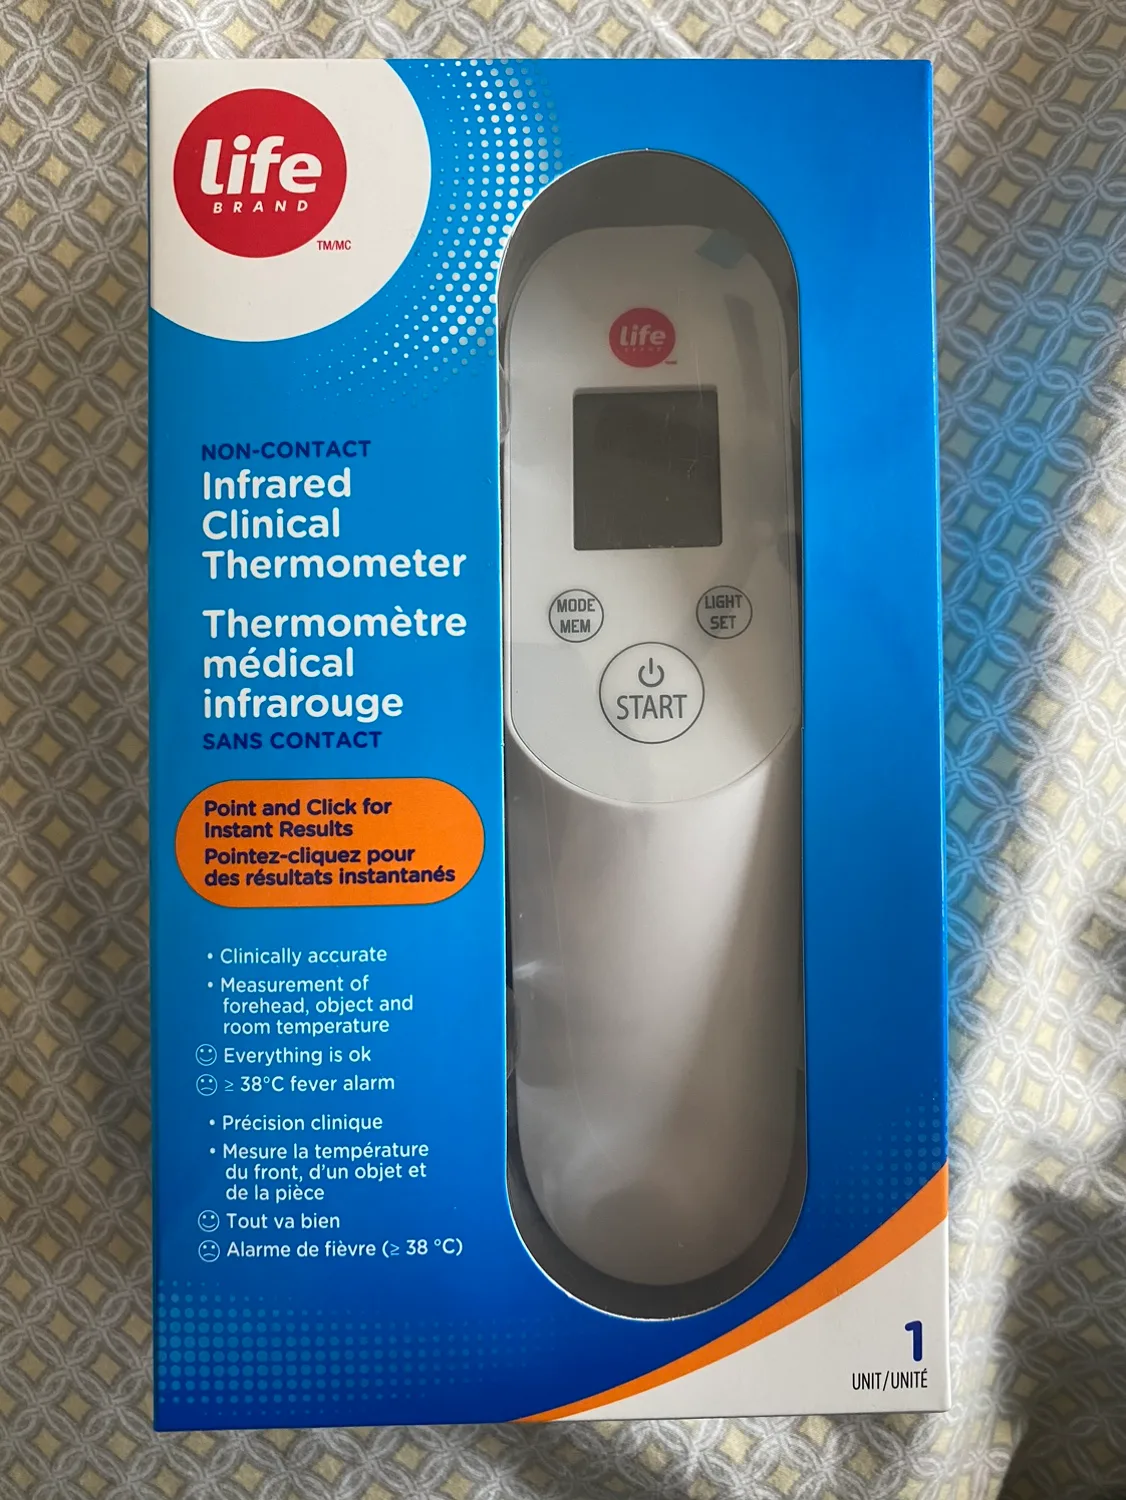 life
BRAND
TM/MC
NON-CONTACT
Infrared
Clinical
Thermometer
Thermomètre
médical
infrarouge
SANS CONTACT
Point and Click for
Instant Results
Pointez-cliquez pour
des résultats instantanés
• Clinically accurate
• Measurement of
forehead, object and
room temperature
Everything is ok
≥ 38°C fever alarm
• Précision clinique
• Mesure la température
du front, d'un objet et
de la pièce
Tout va bien
Alarme de fièvre (≥ 38 °C)
life
MODE
MEM
LIGHT
SET
START
1
UNIT/UNITÉ